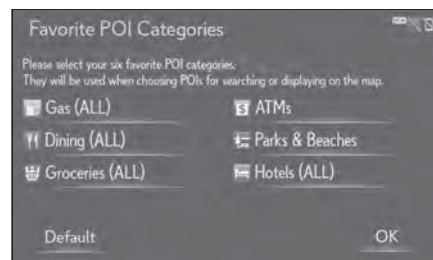 Favorite POI Categories
Please select your six favorite POI categories.
They will be used when choosing POIs for searching or displaying on the map.
Gas (ALL)
ATMs
Dining (ALL)
Parks & Beaches
Groceries (ALL)
Hotels (ALL)
Default
OK